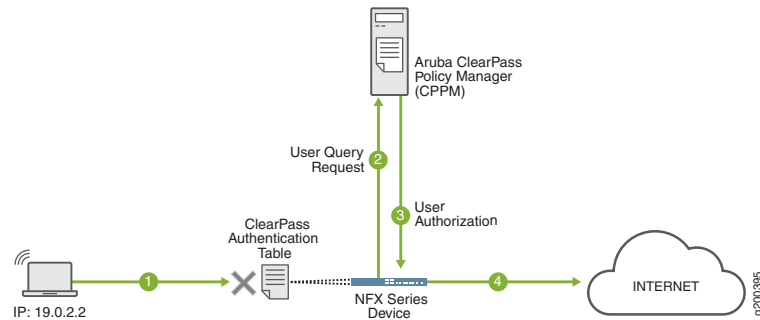 Aruba ClearPass
Policy Manager
(CPPM)
User Query
Request
2
3
User
Authorization
ClearPass
Authentication
Table
1
4
INTERNET
IP: 19.0.2.2
NFX Series
Device
g200395